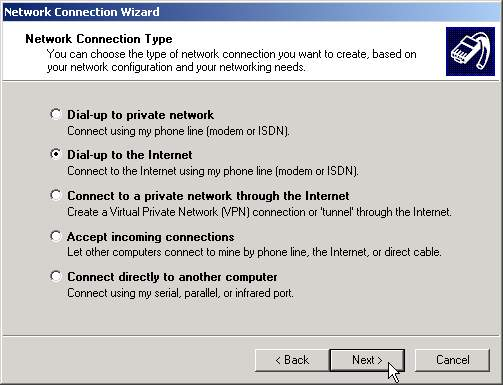 Network Connection Wizard
Network Connection Type
You can choose the type of network connection you want to create, based on
your network configuration and your networking needs.
Dial-up to private network
Connect using my phone line (modem or ISDN).
Dial-up to the Internet
Connect to the Internet using my phone line (modem or ISDN).
Connect to a private network through the Internet
Create a Virtual Private Network (VPN) connection or 'tunnel' through the Internet.
Accept incoming connections
Let other computers connect to mine by phone line, the Internet, or direct cable.
Connect directly to another computer
Connect using my serial, parallel, or infrared port.
< Back Next > Cancel